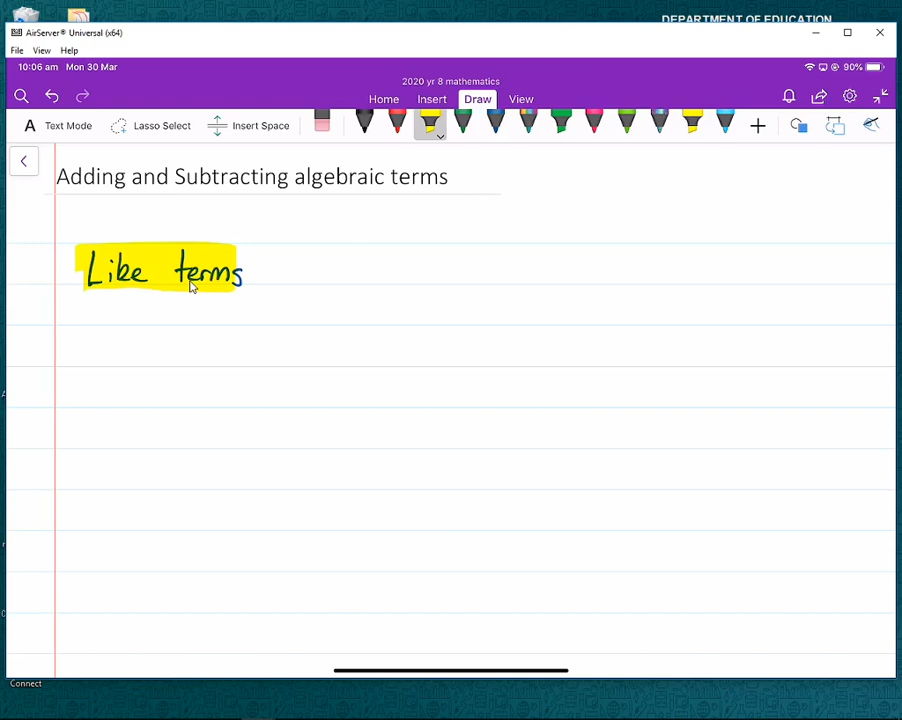 DEPARTMENT OF EDUCATION
AirServer® Universal (x64)
File View Help
10:06 am Mon 30 Mar 90%
2020 yr 8 mathematics
Home Insert Draw View
A Text Mode Lasso Select Insert Space
Adding and Subtracting algebraic terms
Like terms
Connect